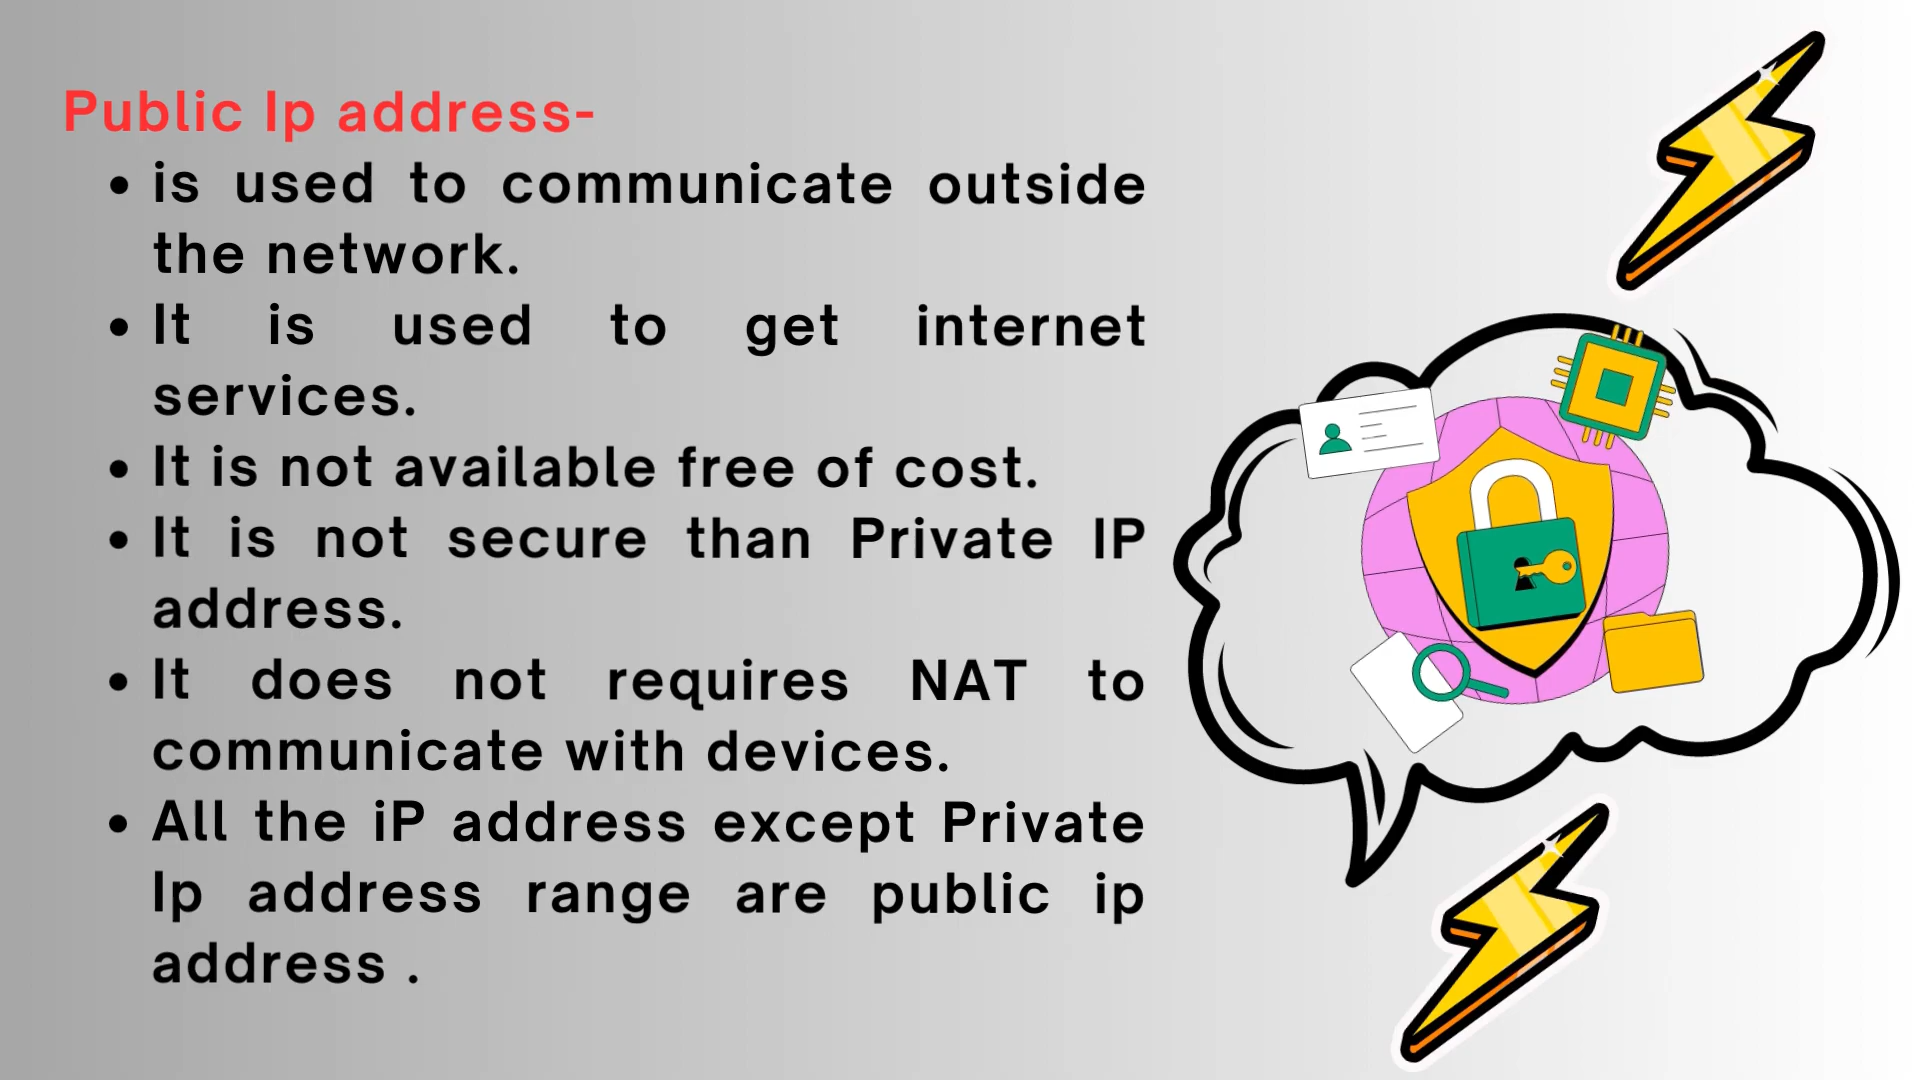 Public Ip address-
• is used to communicate outside
the network.
• It is used to get internet
services.
• It is not available free of cost.
• It is not secure than Private IP
address.
• It does not requires NAT to
communicate with devices.
• All the iP address except Private
Ip address range are public ip
address .